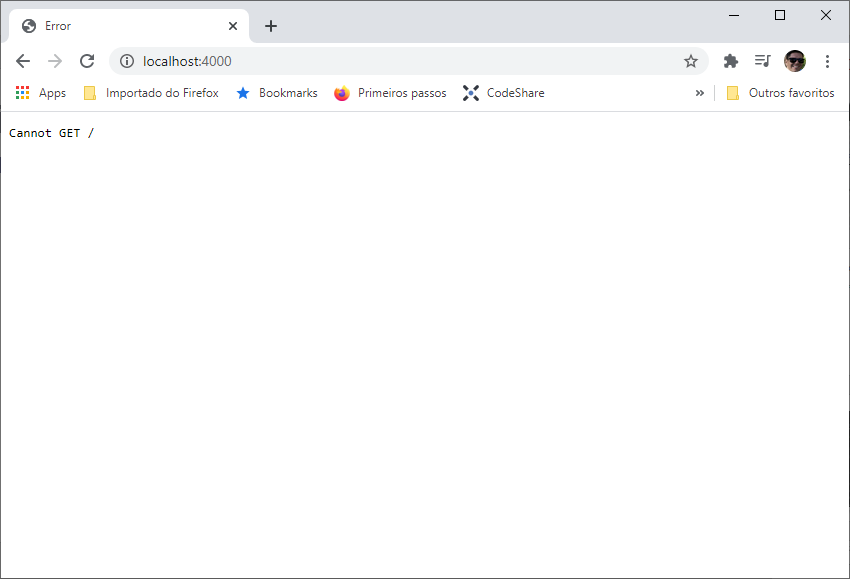 Error
localhost:4000
Apps Importado do Firefox Bookmarks Primeiros passos CodeShare » Outros favoritos
Cannot GET /